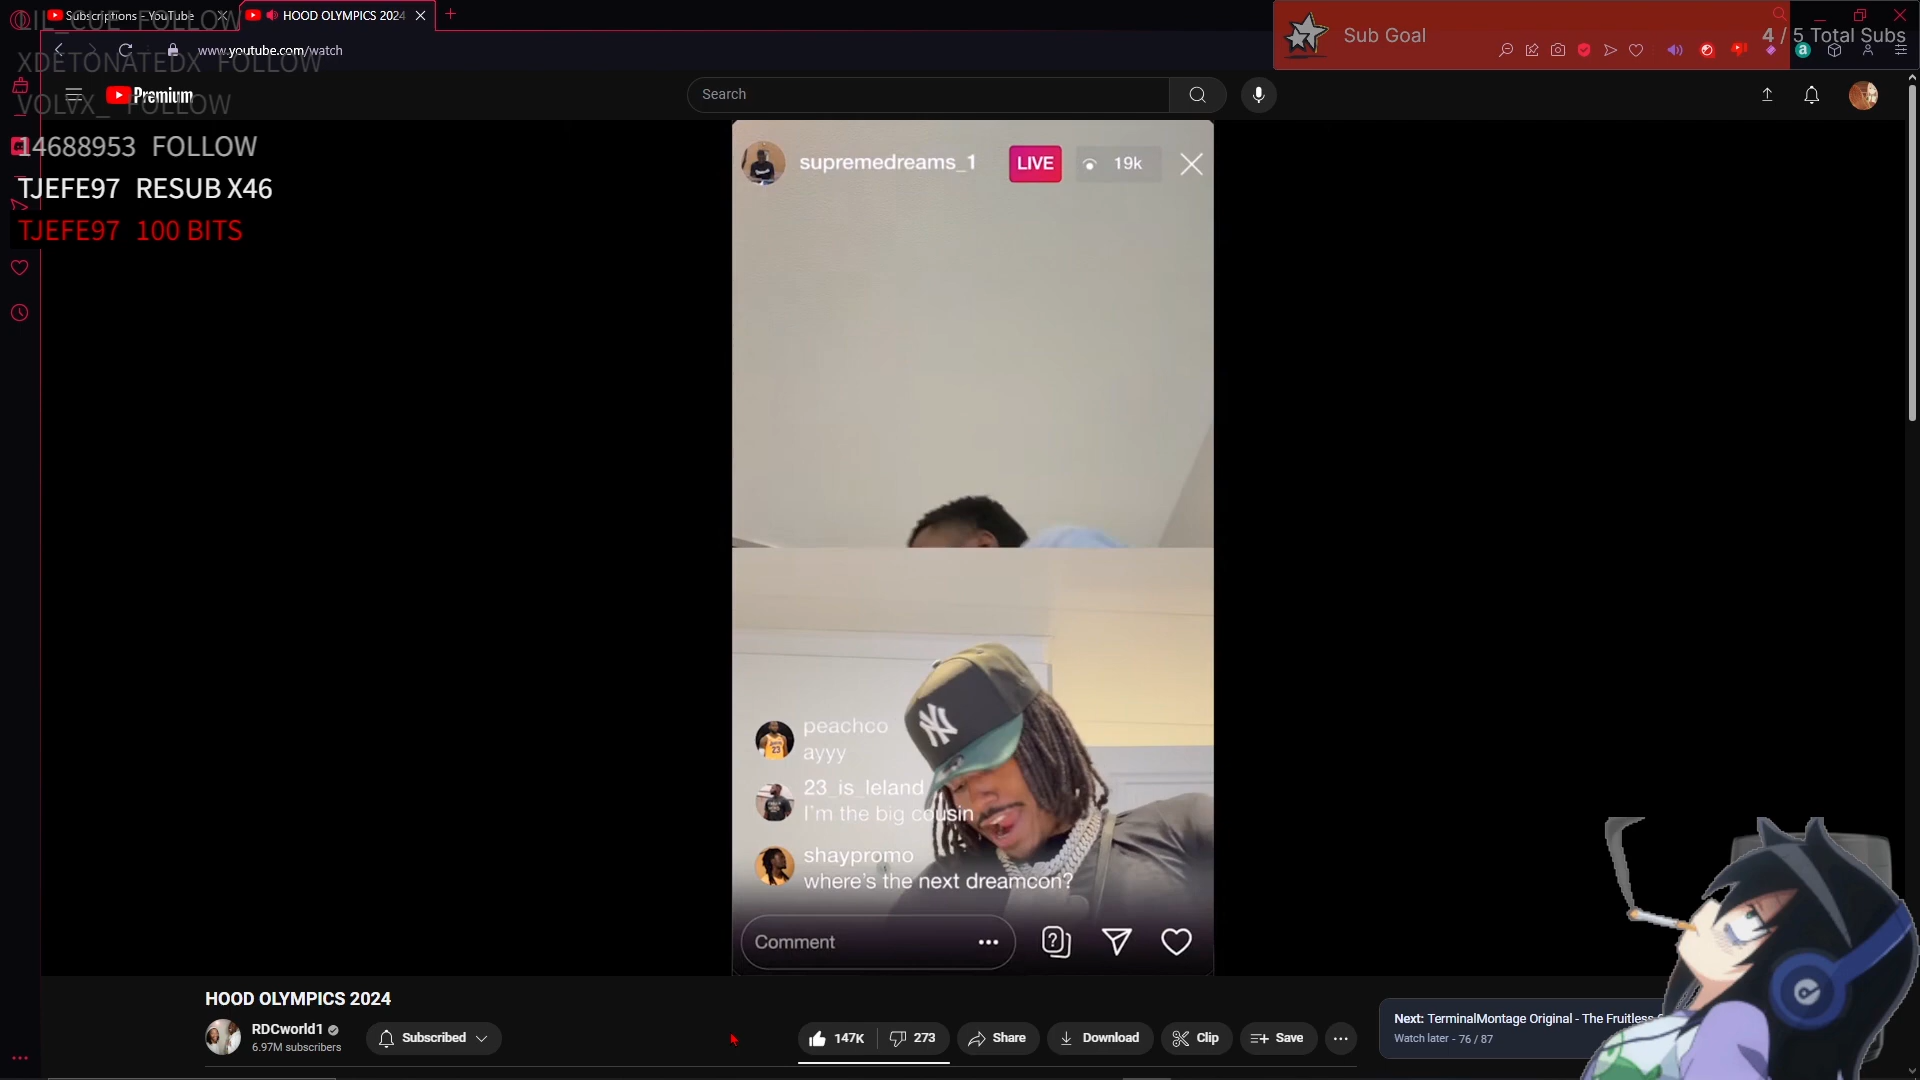 Subscriptions - YouTube
HOOD OLYMPICS 2024
www.youtube.com/watch
LIL_CUE FOLLOW
XDETONATEDX FOLLOW
VOLVX_ FOLLOW
14688953 FOLLOW
TJEFE97 RESUB X46
TJEFE97 100 BITS
Sub Goal
4 / 5 Total Subs
Premium
Search
supremedreams_1
LIVE
19k
NY
peachco
ayyy
23_is_leland
I'm the big cousin
shaypromo
where's the next dreamcon?
Comment
HOOD OLYMPICS 2024
RDCworld1
6.97M subscribers
Subscribed
147K
273
Share
Download
Clip
Save
Next: TerminalMontage Original - The Fruitless
Watch later - 76 / 87